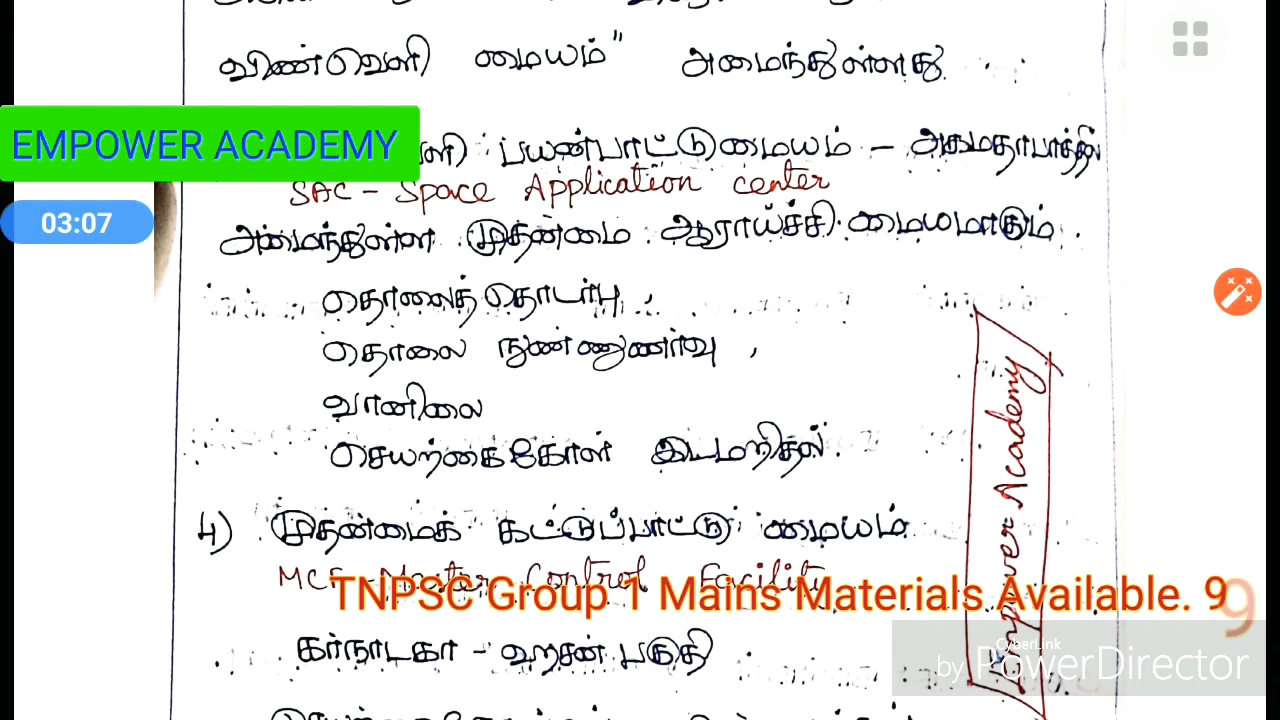 விண்வெளி மையம்" அமைந்துள்ளது
EMPOWER ACADEMY
ளி) பயன்பாட்டுமையம் - அகமதாபாத்தில்
SAC - Space Application center
03:07
அமைந்துள்ள முதன்மை ஆராய்ச்சி மையமாகும்.
தொலைத்தொடர்பு,
தொலை நுண்ணுணர்வு,
வானிலை
செயற்கைகோள் இடமறிதல்.
4) முதன்மைக் கட்டுப்பாட்டு மையம்
MCF - Master Control Facility
TNPSC Group 1 Mains Materials Available. 9
கர்நாடகா - ஹாசன் பகுதி
Empower Academy
by CyberLink PowerDirector